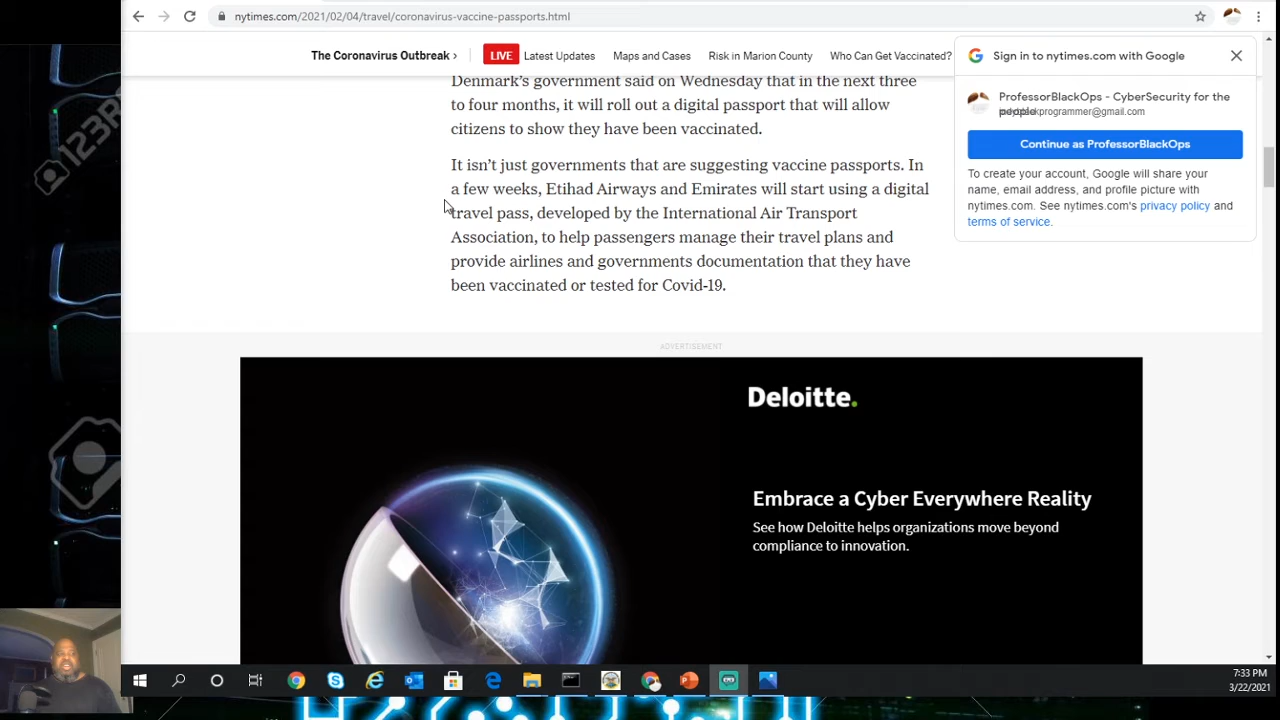 nytimes.com/2021/02/04/travel/coronavirus-vaccine-passports.html
The Coronavirus Outbreak ›
LIVE Latest Updates
Maps and Cases
Risk in Marion County
Who Can Get Vaccinated?
Sign in to nytimes.com with Google
ProfessorBlackOps - CyberSecurity for the
Continue as ProfessorBlackOps
To create your account, Google will share your
name, email address, and profile picture with
nytimes.com. See nytimes.com's privacy policy and
terms of service.
Denmark's government said on Wednesday that in the next three
to four months, it will roll out a digital passport that will allow
citizens to show they have been vaccinated.
It isn't just governments that are suggesting vaccine passports. In
a few weeks, Etihad Airways and Emirates will start using a digital
travel pass, developed by the International Air Transport
Association, to help passengers manage their travel plans and
provide airlines and governments documentation that they have
been vaccinated or tested for Covid-19.
ADVERTISEMENT
Deloitte.
Embrace a Cyber Everywhere Reality
See how Deloitte helps organizations move beyond
compliance to innovation.
7:33 PM
3/22/2021